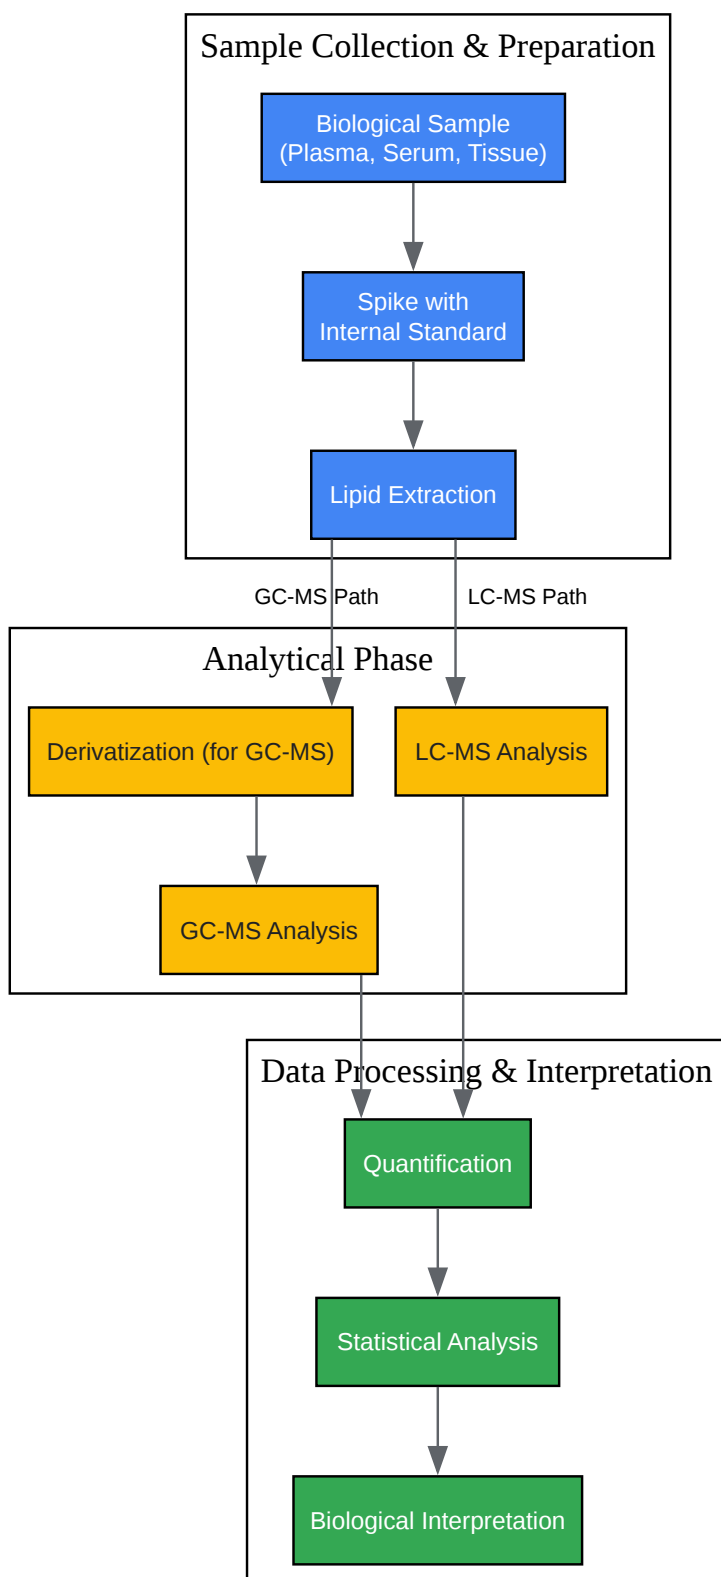 Sample Collection & Preparation
Biological Sample
(Plasma, Serum, Tissue)
Spike with
Internal Standard
Lipid Extraction
GC-MS Path
LC-MS Path
Analytical Phase
Derivatization (for GC-MS)
LC-MS Analysis
GC-MS Analysis
Data Processing & Interpretation
Quantification
Statistical Analysis
Biological Interpretation